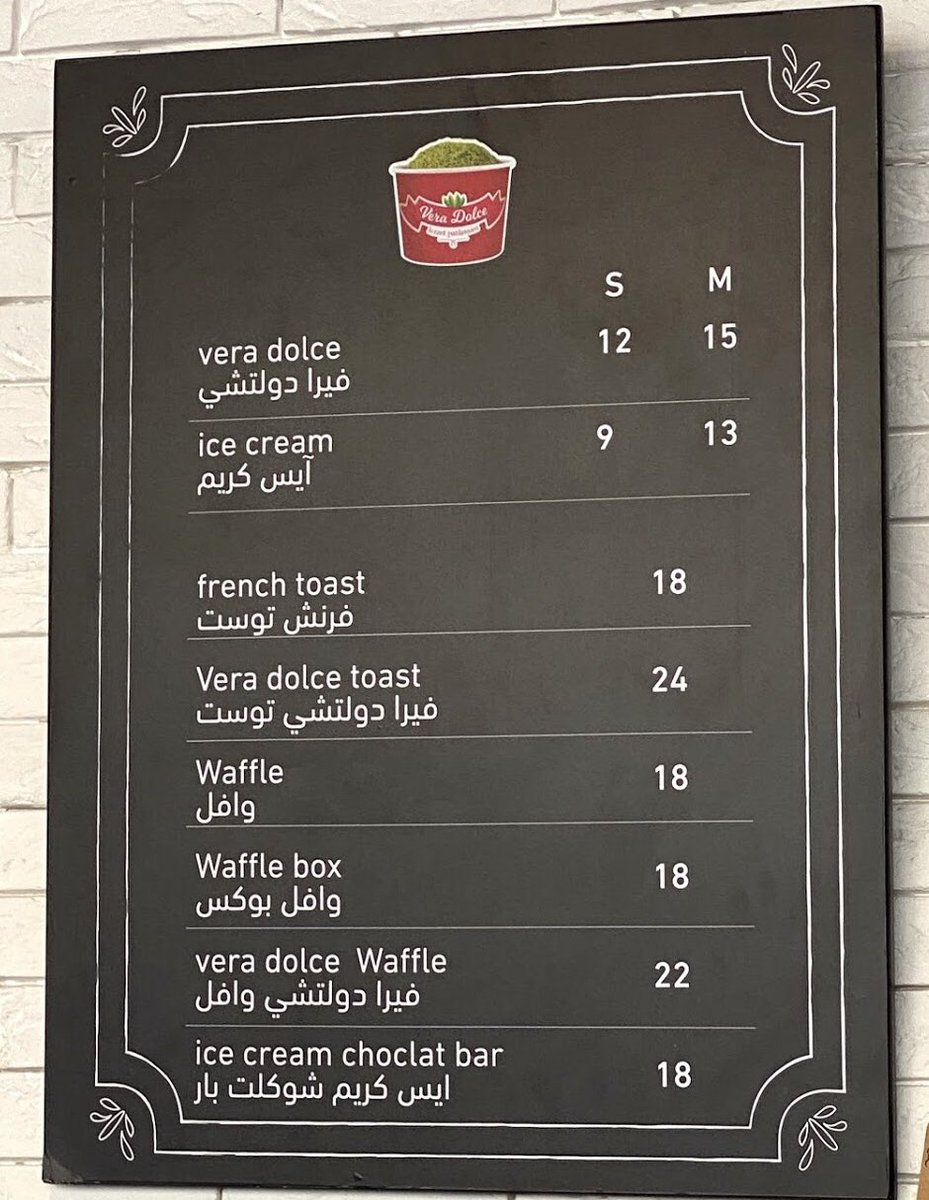 Vera Dolce
S M
vera dolce 12 15
فيرا دولتشي
ice cream 9 13
آيس كريم
french toast 18
فرنش توست
Vera dolce toast 24
فيرا دولتشي توست
Waffle 18
وافل
Waffle box 18
وافل بوكس
vera dolce Waffle 22
فيرا دولتشي وافل
ice cream choclat bar 18
ايس كريم شوكلت بار